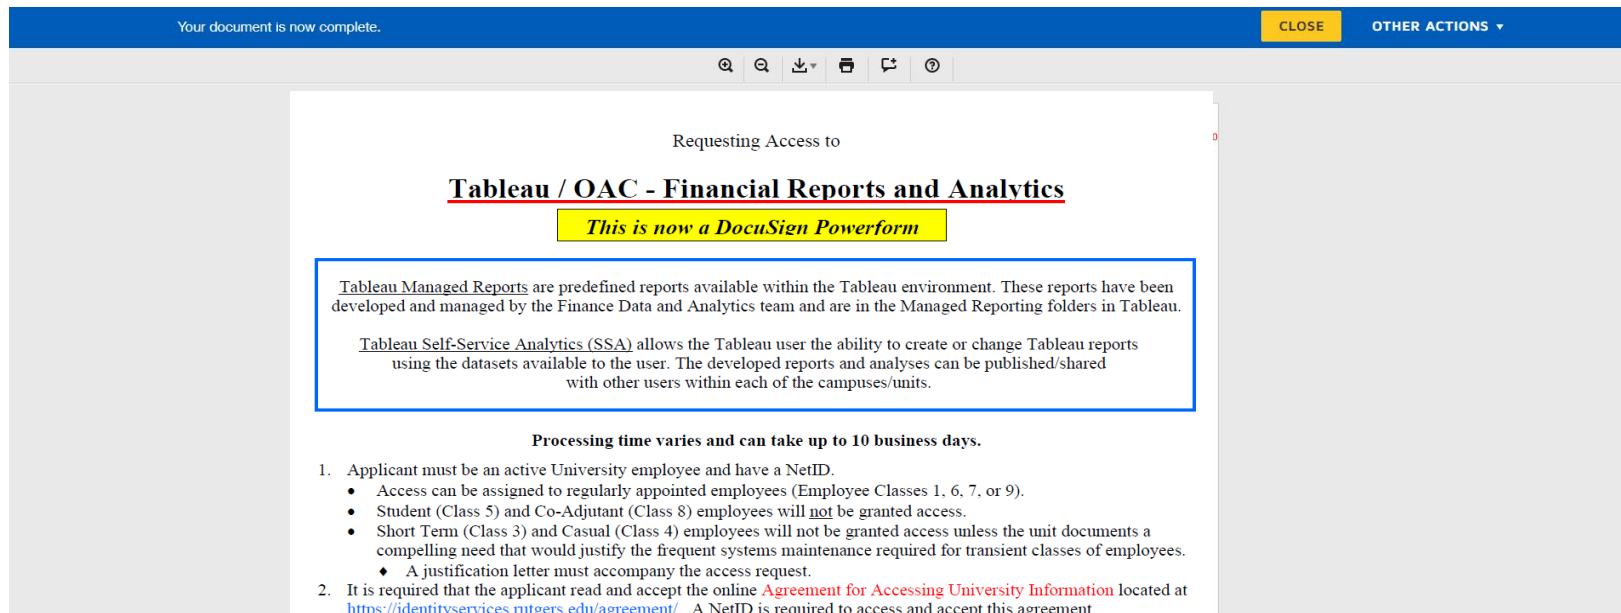 Your document is now complete.
CLOSE
OTHER ACTIONS
Requesting Access to
Tableau / OAC - Financial Reports and Analytics
This is now a DocuSign Powerform
Tableau Managed Reports are predefined reports available within the Tableau environment. These reports have been
developed and managed by the Finance Data and Analytics team and are in the Managed Reporting folders in Tableau.
Tableau Self-Service Analytics (SSA) allows the Tableau user the ability to create or change Tableau reports
using the datasets available to the user. The developed reports and analyses can be published/shared
with other users within each of the campuses/units.
Processing time varies and can take up to 10 business days.
1. Applicant must be an active University employee and have a NetID.
• Access can be assigned to regularly appointed employees (Employee Classes 1, 6, 7, or 9).
• Student (Class 5) and Co-Adjutant (Class 8) employees will not be granted access.
• Short Term (Class 3) and Casual (Class 4) employees will not be granted access unless the unit documents a
compelling need that would justify the frequent systems maintenance required for transient classes of employees.
♦ A justification letter must accompany the access request.
2. It is required that the applicant read and accept the online Agreement for Accessing University Information located at
https://identityservices.rutgers.edu/agreement/ A NetID is required to access and accept this agreement